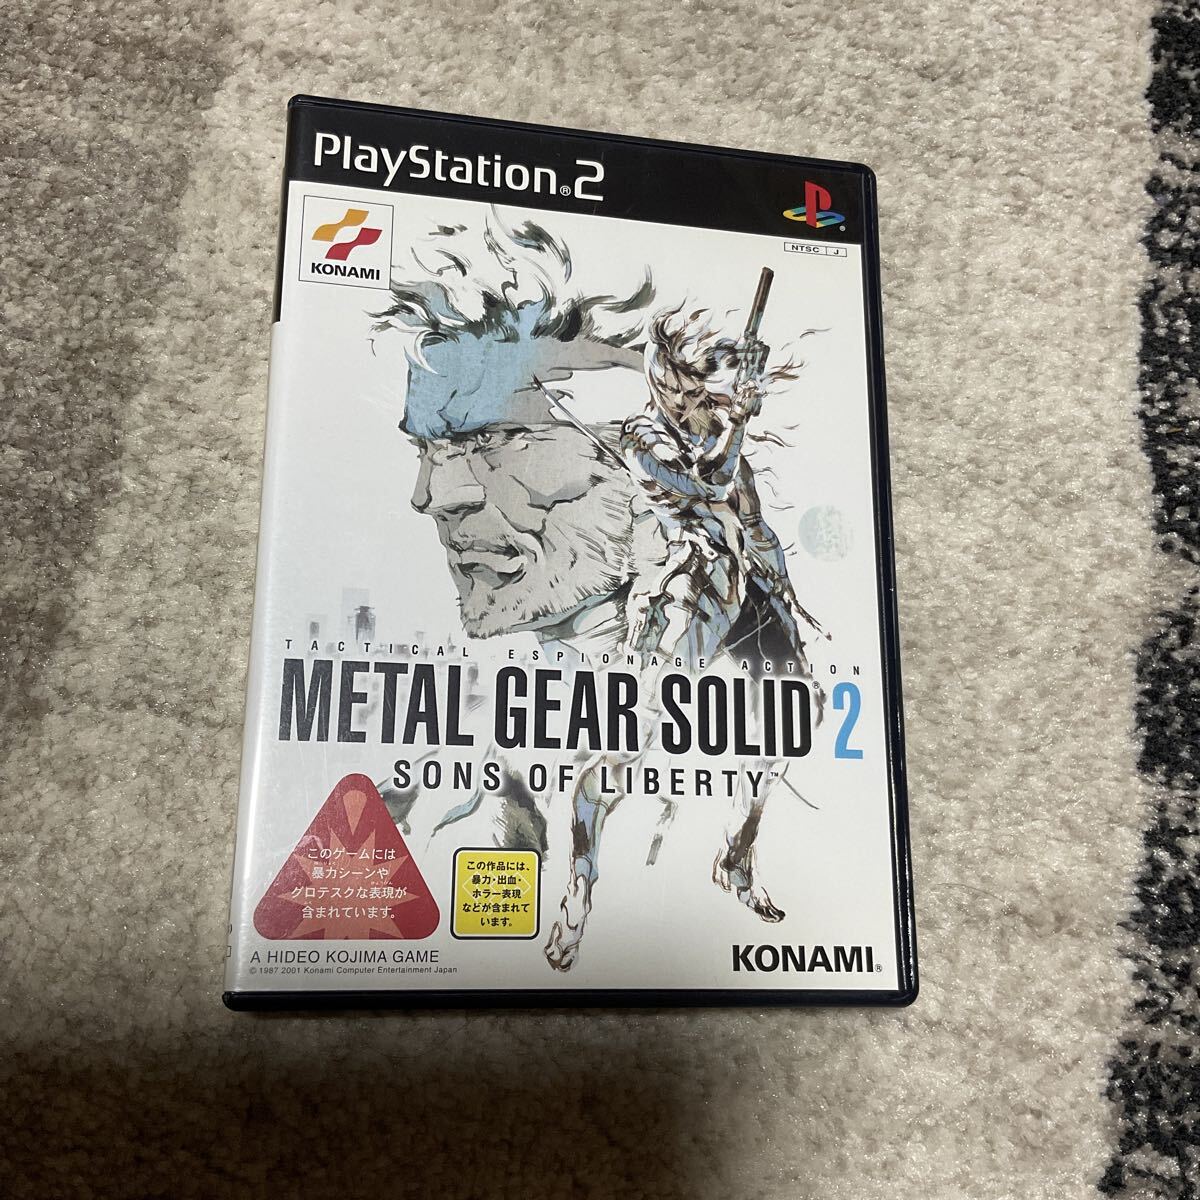 PlayStation®2
KONAMI
NTSC J
TACTICAL ESPIONAGE ACTION
METAL GEAR SOLID® 2
SONS OF LIBERTY™
このゲームには
暴力シーンや
グロテスクな表現が
含まれています。
この作品には、
暴力・出血・
ホラー表現
などが含まれて
います。
A HIDEO KOJIMA GAME
© 1987 2001 Konami Computer Entertainment Japan
KONAMI®